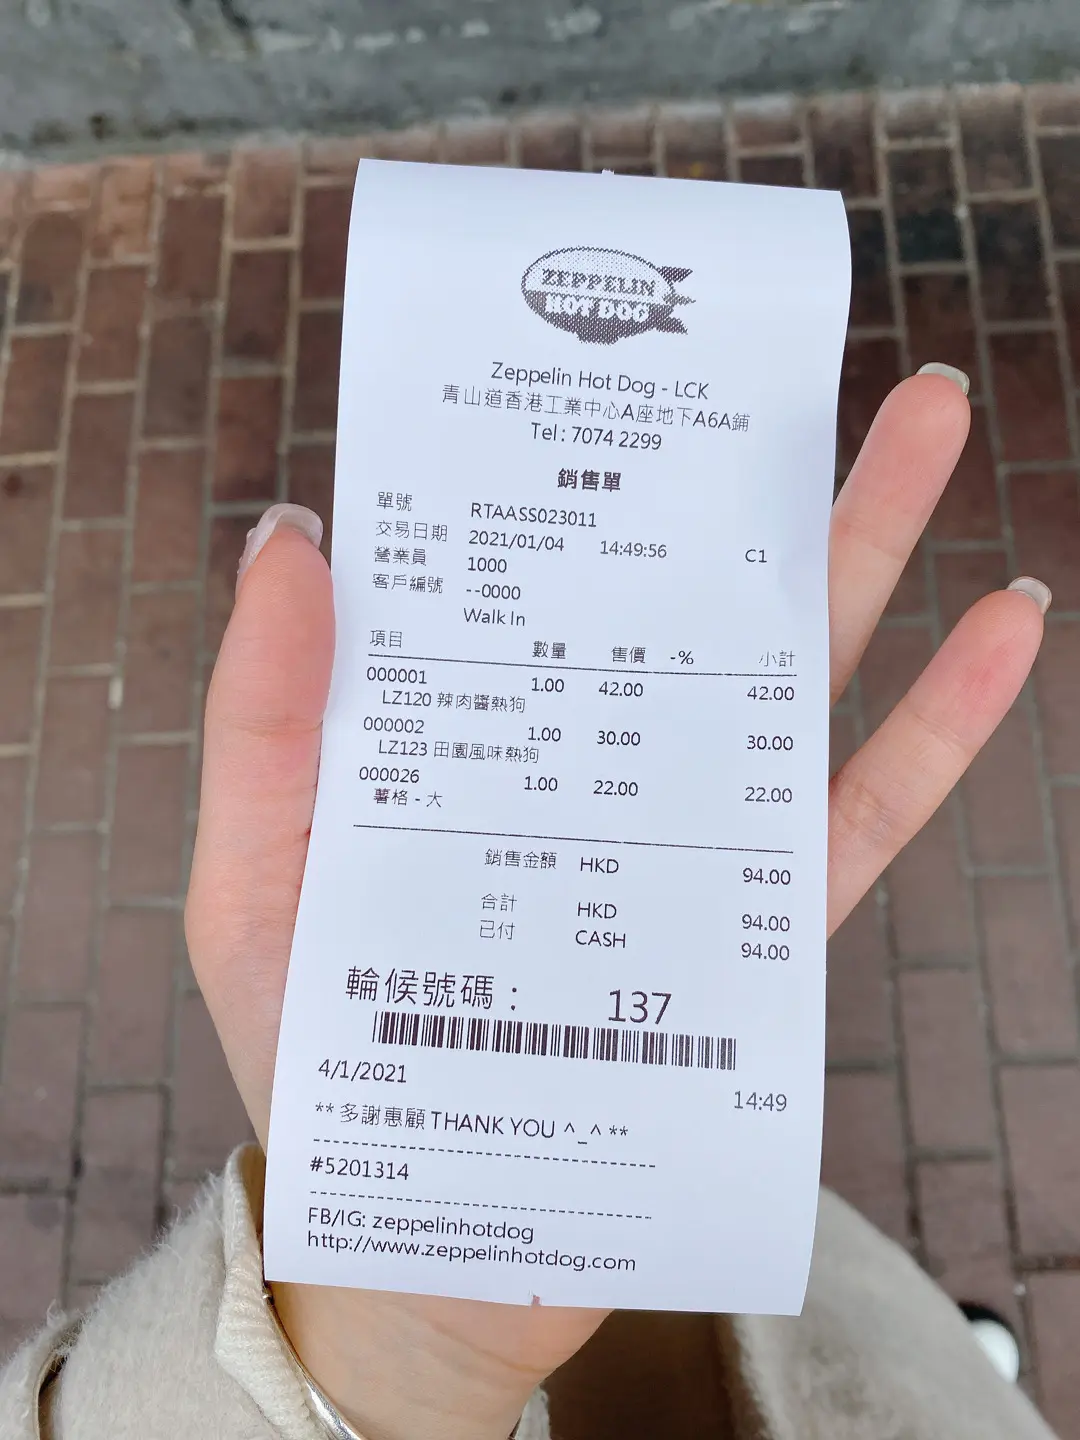 ZEPPELIN
HOT DOG
Zeppelin Hot Dog - LCK
青山道香港工業中心A座地下A6A鋪
Tel : 7074 2299
銷售單
單號 RTAASS023011
交易日期 2021/01/04 14:49:56 C1
營業員 1000
客戶編號 --0000
Walk In
項目 數量 售價 -% 小計
000001 1.00 42.00 42.00
LZ120 辣肉醬熱狗
000002 1.00 30.00 30.00
LZ123 田園風味熱狗
000026 1.00 22.00 22.00
薯格 - 大
銷售金額 HKD 94.00
合計 HKD 94.00
已付 CASH 94.00
輪候號碼 : 137
4/1/2021 14:49
** 多謝惠顧 THANK YOU ^_^ **
#5201314
FB/IG: zeppelinhotdog
http://www.zeppelinhotdog.com